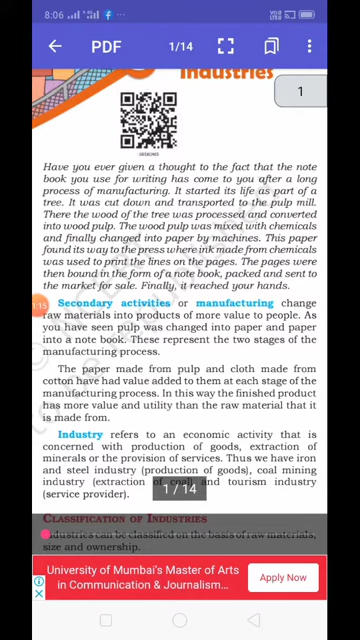 8:06
PDF
1/14
Industries
1
Have you ever given a thought to the fact that the note
book you use for writing has come to you after a long
process of manufacturing. It started its life as part of a
tree. It was cut down and transported to the pulp mill.
There the wood of the tree was processed and converted
into wood pulp. The wood pulp was mixed with chemicals
and finally changed into paper by machines. This paper
found its way to the press where ink made from chemicals
was used to print the lines on the pages. The pages
were then bound in the form of a note book, packed and sent to
the market for sale. Finally, it reached your hands.
Secondary activities or manufacturing change
1:15
raw materials into products of more value to people. As
you have seen pulp was changed into paper and paper
into a note book. These represent the two stages of the
manufacturing process.
The paper made from pulp and cloth made from
cotton have had value added to them at each stage of the
manufacturing process. In this way the finished product
has more value and utility than the raw material that it
is made from.
Industry refers to an economic activity that is
concerned with production of goods, extraction of
minerals or the provision of services. Thus we have iron
and steel industry (production of goods), coal mining
industry (extraction of coal) and tourism industry
(service provider).
1/14
Classification of Industries
Industries can be classified on the basis of raw materials,
size and ownership.
University of Mumbai's Master of Arts
in Communication & Journalism...
Apply Now